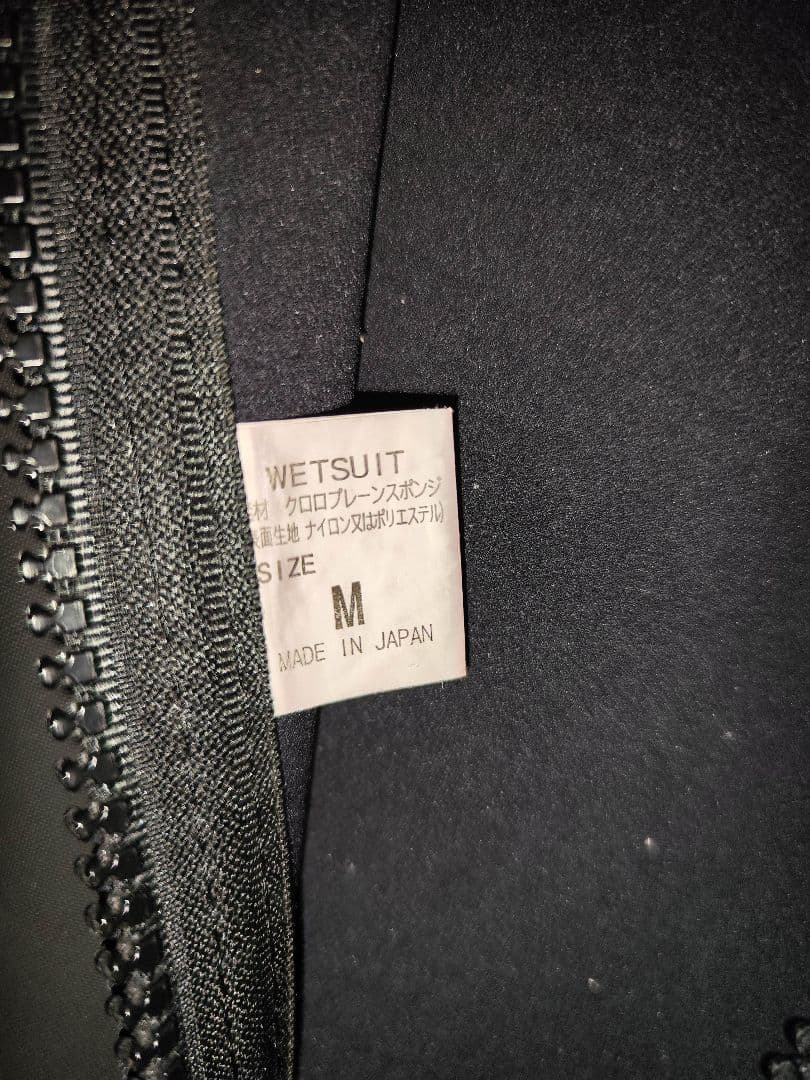 WETSUIT
材 クロロプレーンスポンジ
面生地 ナイロン又はポリエステル)
SIZE
M
MADE IN JAPAN